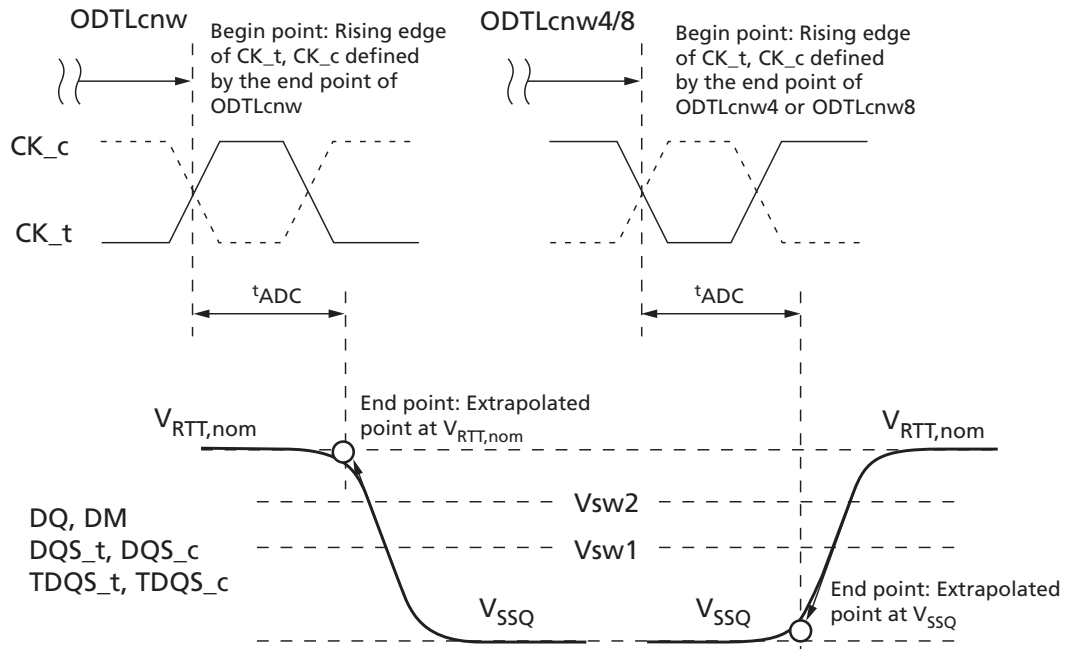 ODTLcnw
Begin point: Rising edge
of CK_t, CK_c defined
by the end point of
ODTLcnw
ODTLcnw4/8
Begin point: Rising edge
of CK_t, CK_c defined
by the end point of
ODTLcnw4 or ODTLcnw8
CK_c
CK_t
tADC
tADC
End point: Extrapolated
point at VRTT,nom
VRTT,nom
VRTT,nom
Vsw2
DQ, DM
DQS_t, DQS_c
TDQS_t, TDQS_c
Vsw1
VSSQ
VSSQ
End point: Extrapolated
point at VSSQ